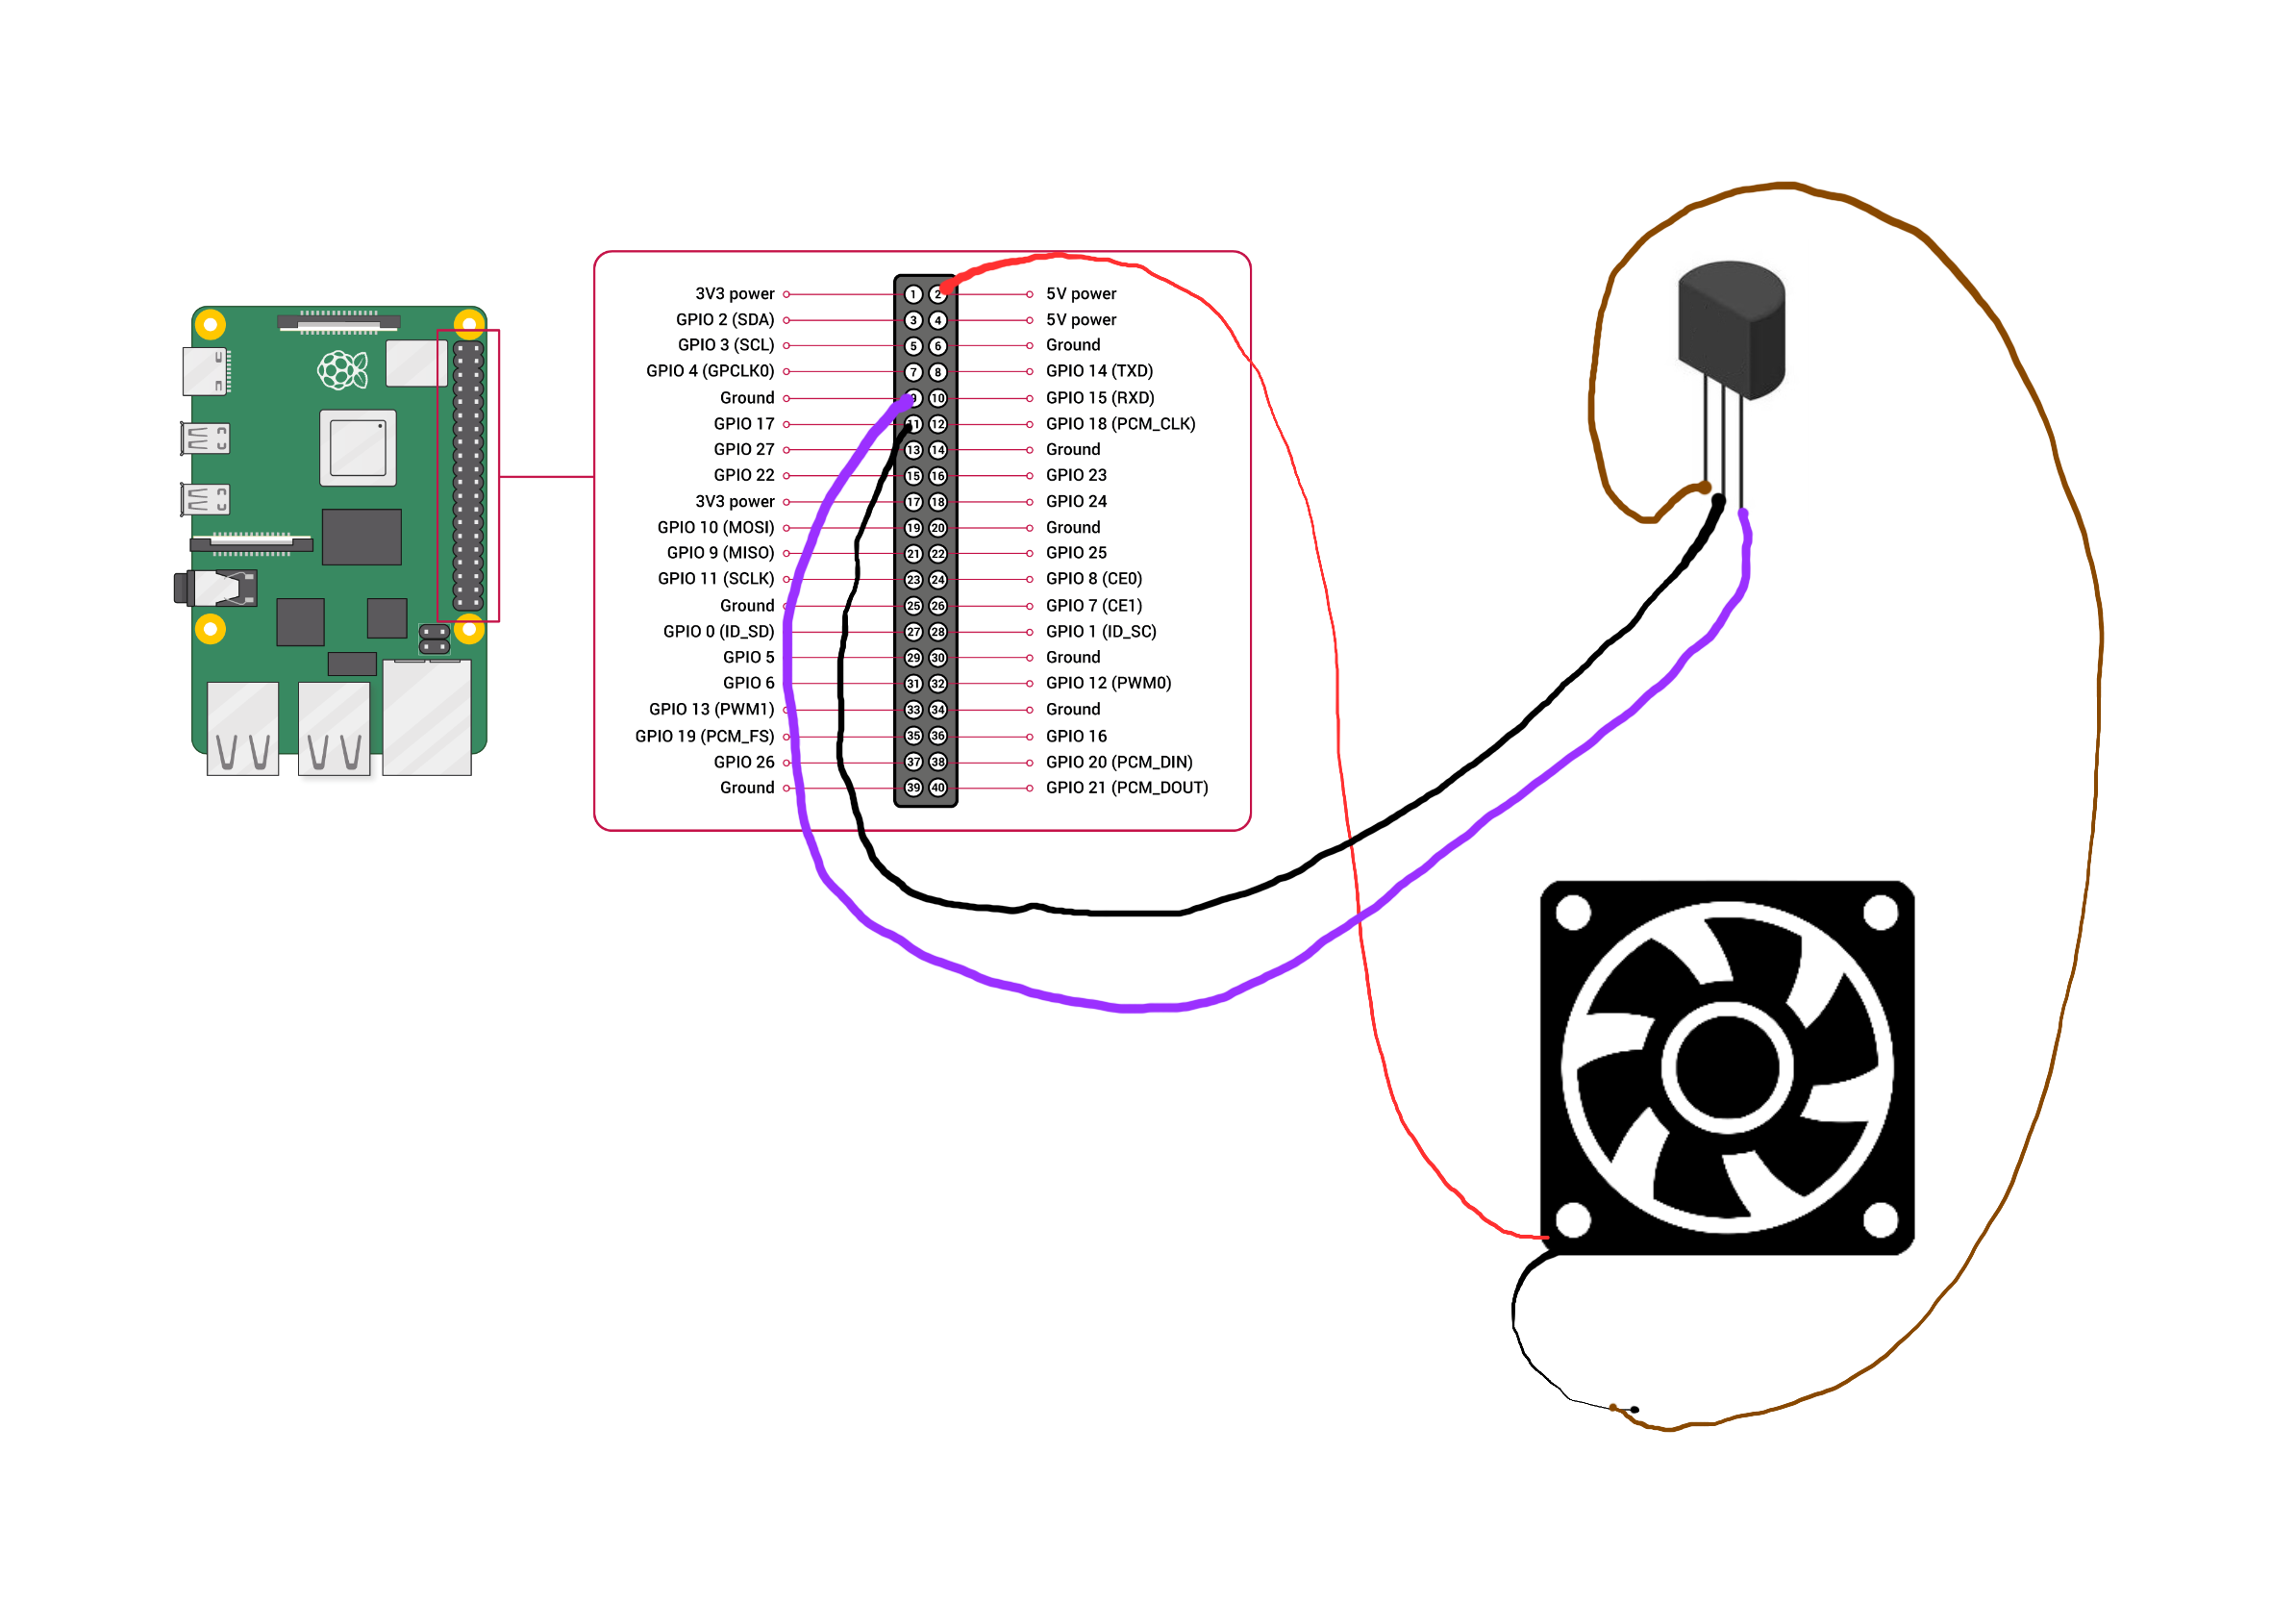 3V3 power 1 2 5V power
GPIO 2 (SDA) 3 4 5V power
GPIO 3 (SCL) 5 6 Ground
GPIO 4 (GPCLK0) 7 8 GPIO 14 (TXD)
Ground 9 10 GPIO 15 (RXD)
GPIO 17 11 12 GPIO 18 (PCM_CLK)
GPIO 27 13 14 Ground
GPIO 22 15 16 GPIO 23
3V3 power 17 18 GPIO 24
GPIO 10 (MOSI) 19 20 Ground
GPIO 9 (MISO) 21 22 GPIO 25
GPIO 11 (SCLK) 23 24 GPIO 8 (CE0)
Ground 25 26 GPIO 7 (CE1)
GPIO 0 (ID_SD) 27 28 GPIO 1 (ID_SC)
GPIO 5 29 30 Ground
GPIO 6 31 32 GPIO 12 (PWM0)
GPIO 13 (PWM1) 33 34 Ground
GPIO 19 (PCM_FS) 35 36 GPIO 16
GPIO 26 37 38 GPIO 20 (PCM_DIN)
Ground 39 40 GPIO 21 (PCM_DOUT)